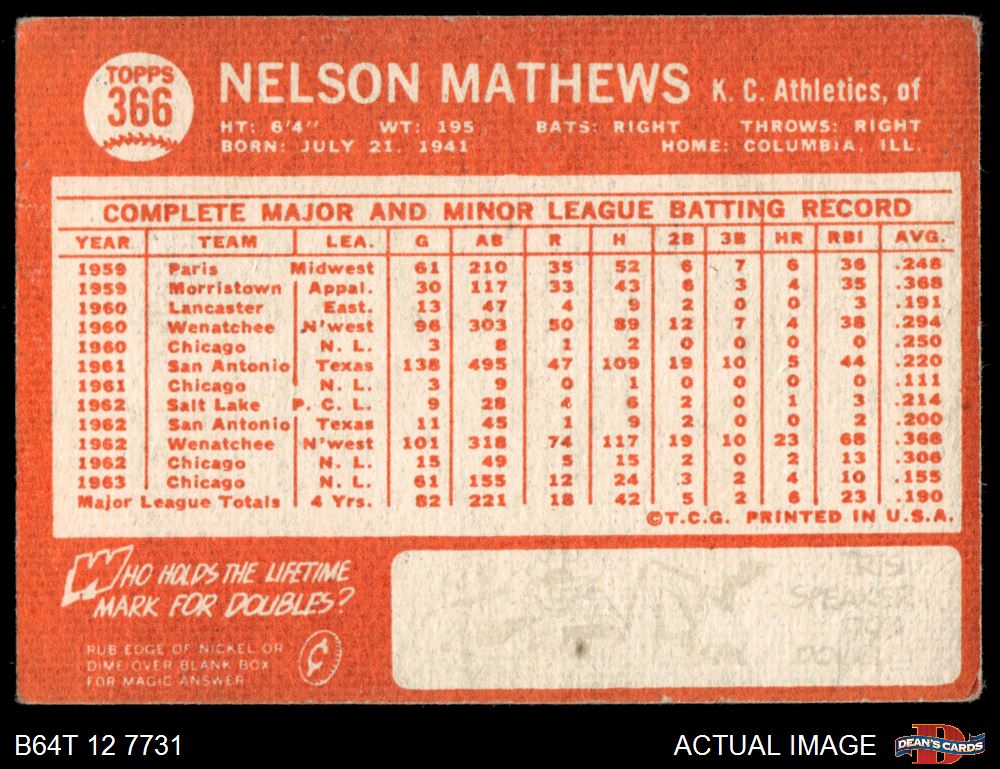 TOPPS
366
NELSON MATHEWS K. C. Athletics, of
HT: 6'4" WT: 195 BATS: RIGHT THROWS: RIGHT
BORN: JULY 21, 1941 HOME: COLUMBIA, ILL.
COMPLETE MAJOR AND MINOR LEAGUE BATTING RECORD
YEAR TEAM LEA. G AB R H 2B 3B HR RBI AVG.
1959 Paris Midwest 61 210 35 52 6 7 6 36 .248
1959 Morristown Appal. 30 117 33 43 6 3 4 35 .368
1960 Lancaster East. 13 47 4 9 2 0 0 3 .191
1960 Wenatchee N'west 96 303 50 89 12 7 4 38 .294
1960 Chicago N. L. 3 8 1 2 0 0 0 0 .250
1961 San Antonio Texas 138 495 47 109 19 10 5 44 .220
1961 Chicago N. L. 3 9 0 1 0 0 0 0 .111
1962 Salt Lake P. C. L. 9 28 4 6 2 0 1 3 .214
1962 San Antonio Texas 11 45 1 9 2 0 0 2 .200
1962 Wenatchee N'west 101 318 74 117 19 10 23 68 .368
1962 Chicago N. L. 15 49 5 15 2 0 2 13 .306
1963 Chicago N. L. 61 155 12 24 3 2 4 10 .155
Major League Totals 4 Yrs. 82 221 18 42 5 2 6 23 .190
©T.C.G. PRINTED IN U.S.A.
WHO HOLDS THE LIFETIME
MARK FOR DOUBLES?
RUB EDGE OF NICKEL OR
DIME OVER BLANK BOX
FOR MAGIC ANSWER
¢
SPEAKER
B64T 12 7731 ACTUAL IMAGE DEAN'S CARDS